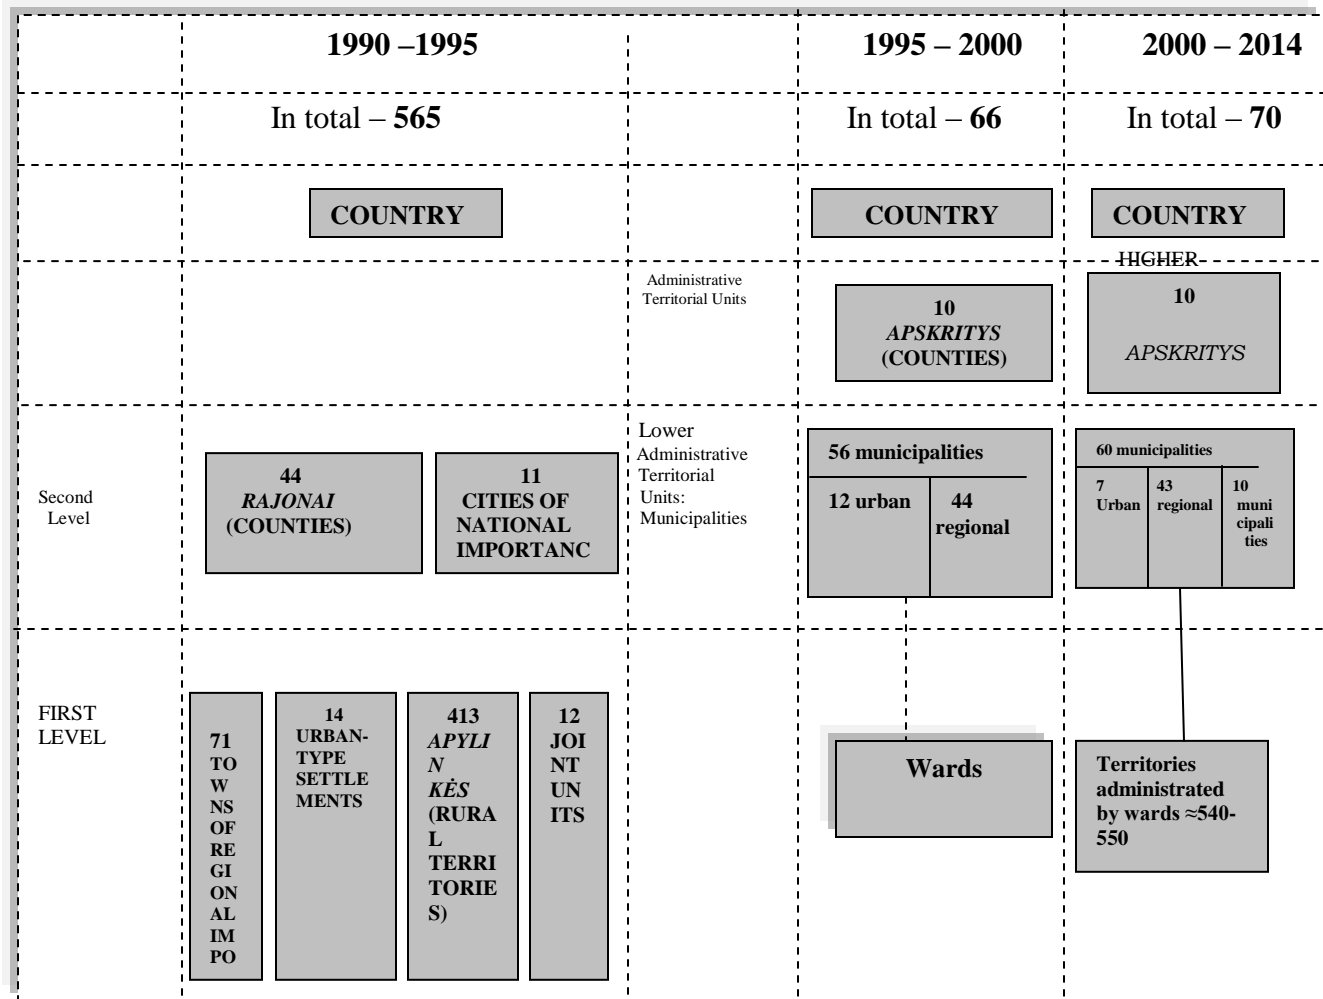 1990 –1995
1995 – 2000
2000 – 2014
In total – 565
In total – 66
In total – 70
COUNTRY
COUNTRY
COUNTRY
HIGHER
Administrative
Territorial Units
10
APSKRITYS
(COUNTIES)
10
APSKRITYS
Second
Level
44
RAJONAI
(COUNTIES)
11
CITIES OF
NATIONAL
IMPORTANC
Lower
Administrative
Territorial
Units:
Municipalities
56 municipalities
12 urban
44
regional
60 municipalities
7
Urban
43
regional
10
muni
cipali
ties
FIRST
LEVEL
71
TO
W
NS
OF
RE
GI
ON
AL
IM
PO
14
URBAN-
TYPE
SETTLE
MENTS
413
APYLI
N
KĖS
(RURA
L
TERRI
TORIE
S)
12
JOI
NT
UN
ITS
Wards
Territories
administrated
by wards ≈540-
550